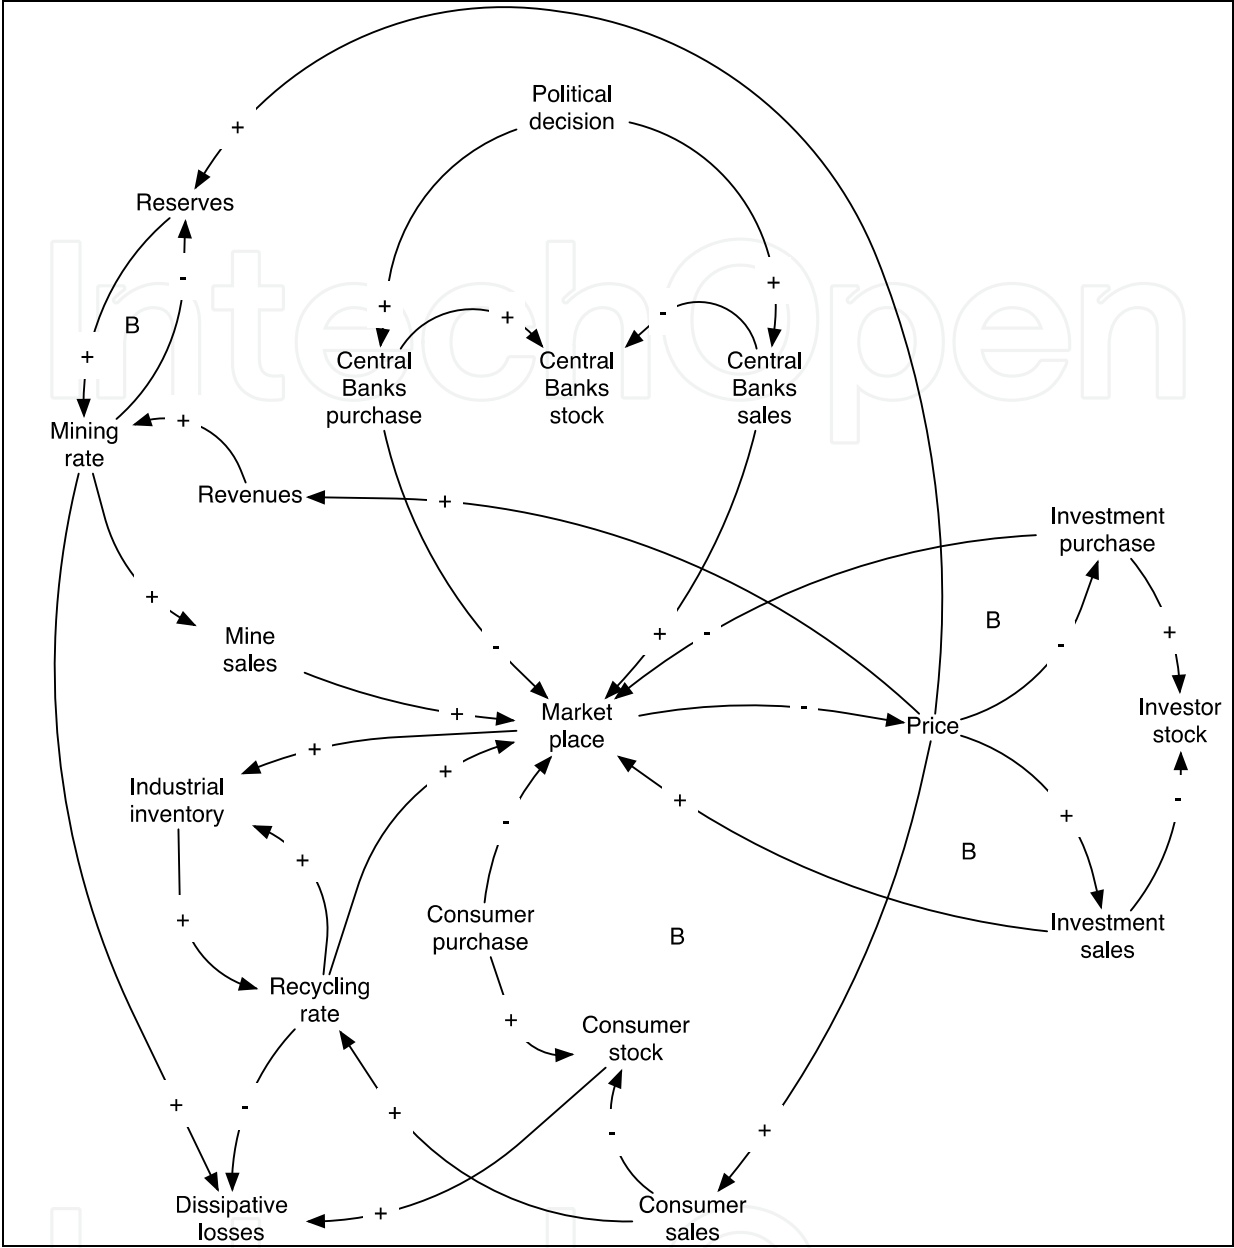 Political
decision
+
Reserves
-
+
+
+
+
-
B
+
Central
Banks
purchase
Central
Banks
stock
Central
Banks
sales
Mining
rate
+
Revenues
+
Investment
purchase
+
-
+
-
B
-
+
Mine
sales
+
Market
place
-
Price
Investor
stock
+
+
Industrial
inventory
+
-
+
+
-
B
+
+
Consumer
purchase
B
Investment
sales
Recycling
rate
+
Consumer
stock
+
-
+
-
+
+
Dissipative
losses
Consumer
sales
IntechOpen